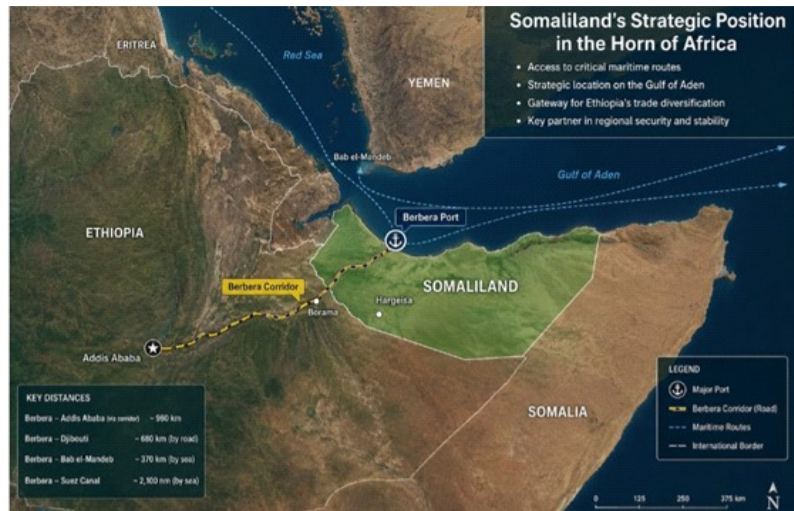 Somaliland's Strategic Position
in the Horn of Africa
• Access to critical maritime routes
• Strategic location on the Gulf of Aden
• Gateway for Ethiopia's trade diversification
• Key partner in regional security and stability
ERITREA
Red Sea
YEMEN
Bab el-Mandeb
Gulf of Aden
Berbera Port
ETHIOPIA
Berbera Corridor
SOMALILAND
Borama
Hargeisa
Addis Ababa
SOMALIA
KEY DISTANCES
Berbera – Addis Ababa (via corridor) ~ 990 km
Berbera – Djibouti ~ 680 km (by road)
Berbera – Bab el-Mandeb ~ 370 km (by sea)
Berbera – Suez Canal ~ 2,100 nm (by sea)
LEGEND
Major Port
Berbera Corridor (Road)
Maritime Routes
International Border
N
0 125 250 375 km